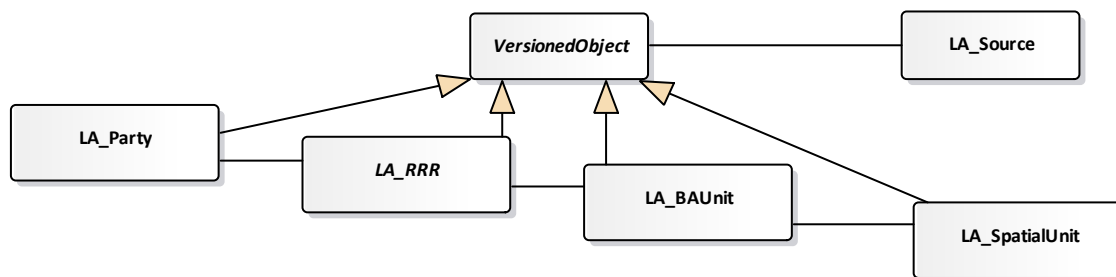 VersionedObject
LA_Source
LA_Party
LA_RRR
LA_BAUnit
LA_SpatialUnit